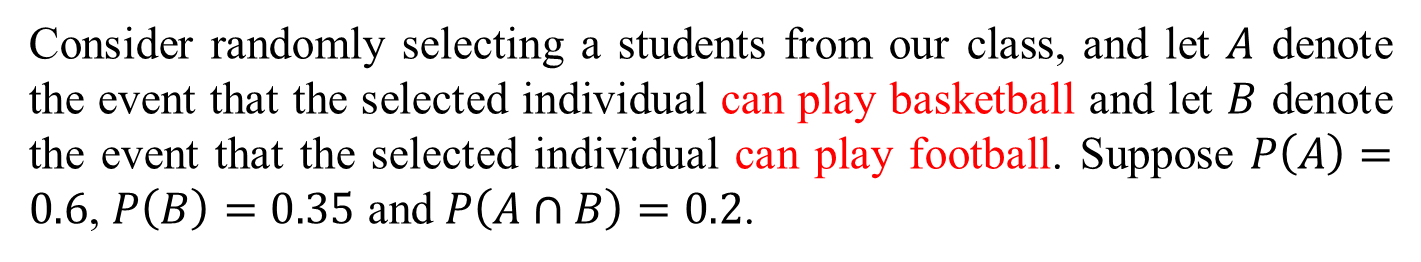 Consider randomly selecting a students from our class, and let A denote
the event that the selected individual can play basketball and let B denote
the event that the selected individual can play football. Suppose P(A) =
0.6, P(B) = 0.35 and P(A ∩ B) = 0.2.